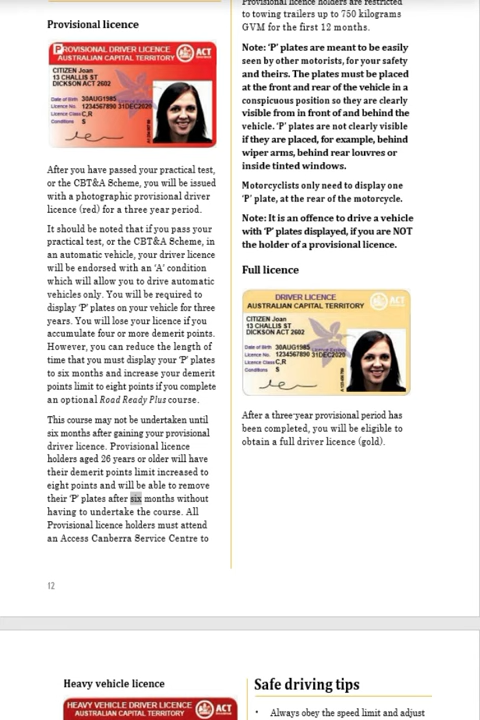 Provisional licence
PROVISIONAL DRIVER LICENCE
AUSTRALIAN CAPITAL TERRITORY
ACT
CITIZEN Joan
13 CHALLIS ST
DICKSON ACT 2602
Date of Birth 30AUG1985
Licence No. 1234567890 31DEC2020
Licence Class C,R
Conditions S
After you have passed your practical test,
or the CBT&A Scheme, you will be issued
with a photographic provisional driver
licence (red) for a three year period.
It should be noted that if you pass your
practical test, or the CBT&A Scheme, in
an automatic vehicle, your driver licence
will be endorsed with an 'A' condition
which will allow you to drive automatic
vehicles only. You will be required to
display 'P' plates on your vehicle for three
years. You will lose your licence if you
accumulate four or more demerit points.
However, you can reduce the length of
time that you must display your 'P' plates
to six months and increase your demerit
points limit to eight points if you complete
an optional Road Ready Plus course.
This course may not be undertaken until
six months after gaining your provisional
driver licence. Provisional licence
holders aged 26 years or older will have
their demerit points limit increased to
eight points and will be able to remove
their 'P' plates after six months without
having to undertake the course. All
Provisional licence holders must attend
an Access Canberra Service Centre to
12
Provisional licence holders are restricted
to towing trailers up to 750 kilograms
GVM for the first 12 months.
Note: 'P' plates are meant to be easily
seen by other motorists, for your safety
and theirs. The plates must be placed
at the front and rear of the vehicle in a
conspicuous position so they are clearly
visible from in front of and behind the
vehicle. 'P' plates are not clearly visible
if they are placed, for example, behind
wiper arms, behind rear louvres or
inside tinted windows.
Motorcyclists only need to display one
'P' plate, at the rear of the motorcycle.
Note: It is an offence to drive a vehicle
with 'P' plates displayed, if you are NOT
the holder of a provisional licence.
Full licence
DRIVER LICENCE
AUSTRALIAN CAPITAL TERRITORY
ACT
CITIZEN Joan
13 CHALLIS ST
DICKSON ACT 2602
Date of Birth 30AUG1985
Licence No. 1234567890 31DEC2020
Licence Class C,R
Conditions S
After a three-year provisional period has
been completed, you will be eligible to
obtain a full driver licence (gold).
Heavy vehicle licence
HEAVY VEHICLE DRIVER LICENCE
AUSTRALIAN CAPITAL TERRITORY
ACT
Safe driving tips
• Always obey the speed limit and adjust